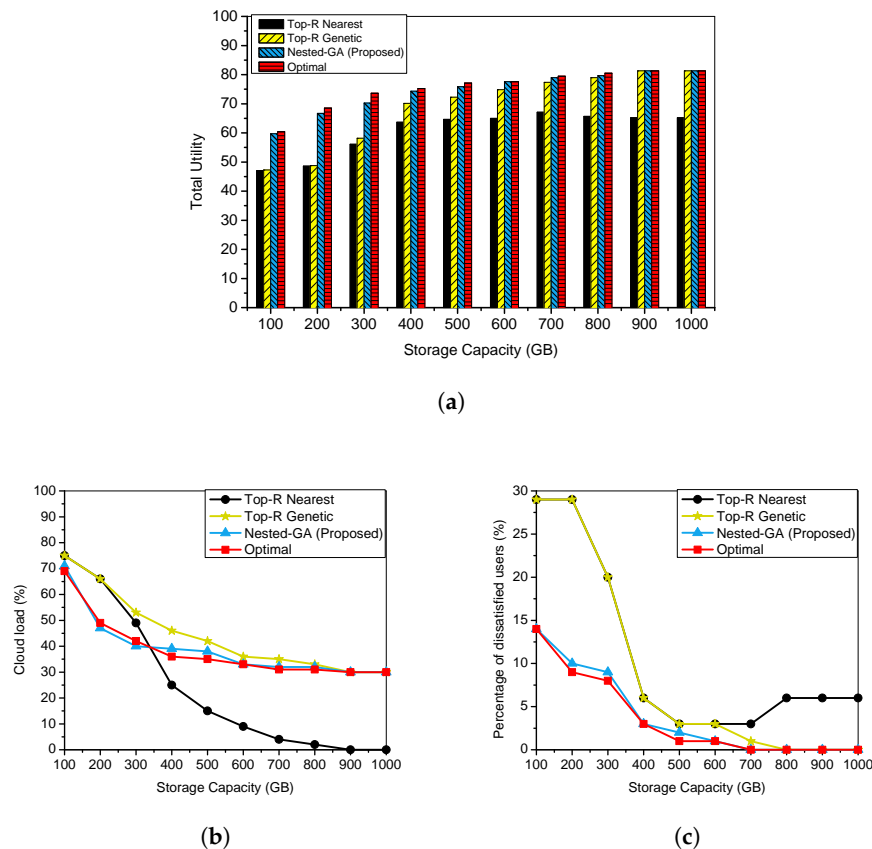 100
90
80
70
60
50
40
30
20
10
0
Total Utility
Top-R Nearest
Top-R Genetic
Nested-GA (Proposed)
Optimal
100 200 300 400 500 600 700 800 900 1000
Storage Capacity (GB)
(a)
100
90
80
70
60
50
40
30
20
10
0
Cloud load (%)
Top-R Nearest
Top-R Genetic
Nested-GA (Proposed)
Optimal
100 200 300 400 500 600 700 800 900 1000
Storage Capacity (GB)
(b)
30
25
20
15
10
5
0
Percentage of dissatisfied users (%)
Top-R Nearest
Top-R Genetic
Nested-GA (Proposed)
Optimal
100 200 300 400 500 600 700 800 900 1000
Storage Capacity (GB)
(c)